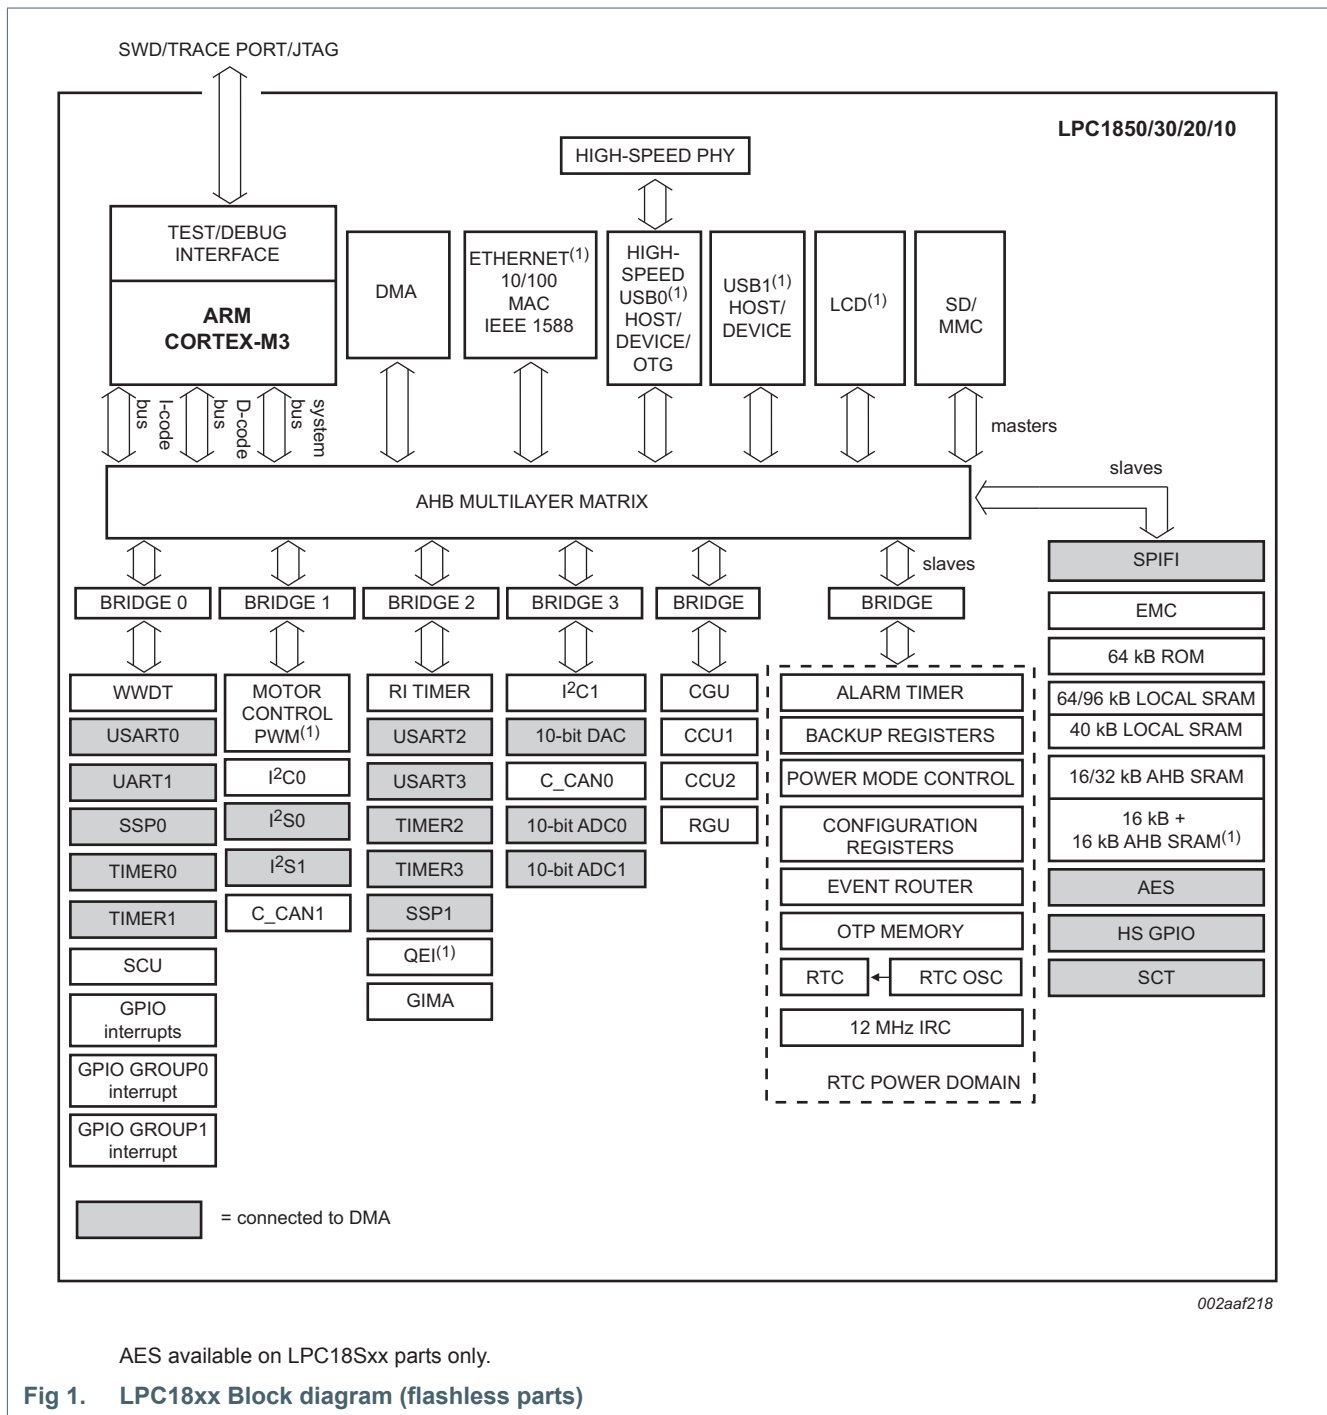 SWD/TRACE PORT/JTAG
LPC1850/30/20/10
HIGH-SPEED PHY
TEST/DEBUG
INTERFACE
ARM
CORTEX-M3
DMA
ETHERNET(1)
10/100
MAC
IEEE 1588
HIGH-
SPEED
USB0(1)
HOST/
DEVICE/
OTG
USB1(1)
HOST/
DEVICE
LCD(1)
SD/
MMC
I-code
bus
D-code
bus
system
bus
masters
slaves
AHB MULTILAYER MATRIX
slaves
BRIDGE 0
BRIDGE 1
BRIDGE 2
BRIDGE 3
BRIDGE
BRIDGE
WWDT
USART0
UART1
SSP0
TIMER0
TIMER1
SCU
GPIO
interrupts
GPIO GROUP0
interrupt
GPIO GROUP1
interrupt
MOTOR
CONTROL
PWM(1)
I2C0
I2S0
I2S1
C_CAN1
RI TIMER
USART2
USART3
TIMER2
TIMER3
SSP1
QEI(1)
GIMA
I2C1
10-bit DAC
C_CAN0
10-bit ADC0
10-bit ADC1
CGU
CCU1
CCU2
RGU
ALARM TIMER
BACKUP REGISTERS
POWER MODE CONTROL
CONFIGURATION
REGISTERS
EVENT ROUTER
OTP MEMORY
RTC
RTC OSC
12 MHz IRC
RTC POWER DOMAIN
SPIFI
EMC
64 kB ROM
64/96 kB LOCAL SRAM
40 kB LOCAL SRAM
16/32 kB AHB SRAM
16 kB +
16 kB AHB SRAM(1)
AES
HS GPIO
SCT
= connected to DMA
002aaf218
AES available on LPC18Sxx parts only.
Fig 1. LPC18xx Block diagram (flashless parts)